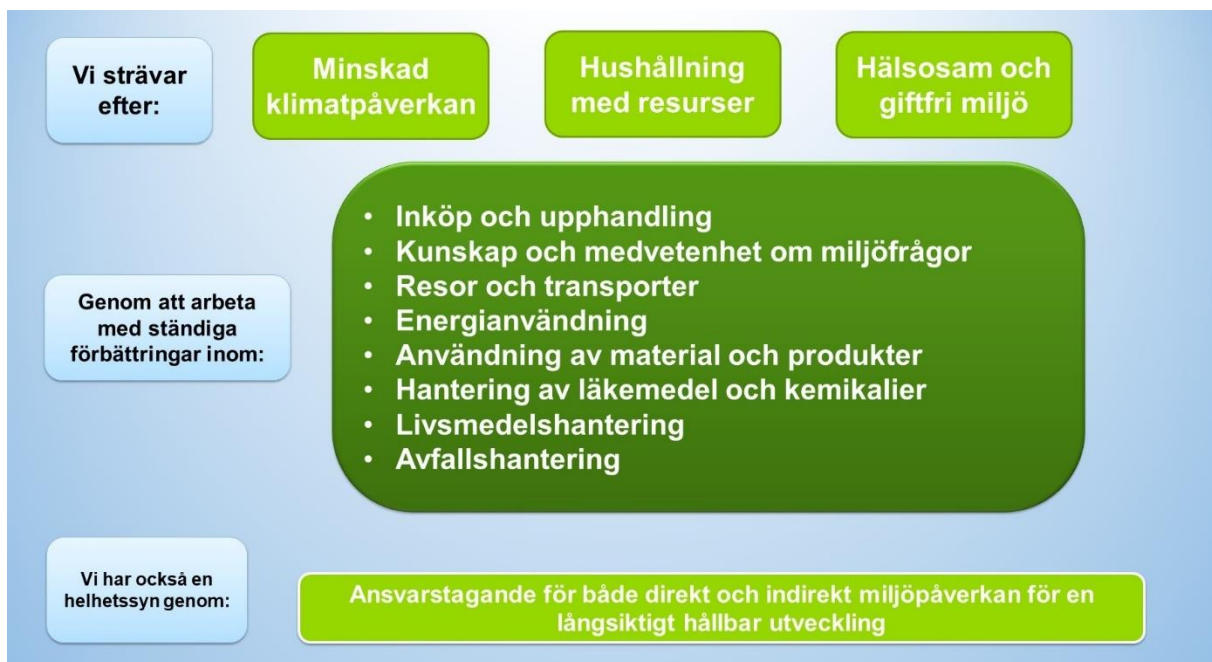 Vi strävar
efter:
Minskad
klimatpåverkan
Hushållning
med resurser
Hälsosam och
giftfri miljö
Genom att arbeta
med ständiga
förbättringar inom:
• Inköp och upphandling
• Kunskap och medvetenhet om miljöfrågor
• Resor och transporter
• Energianvändning
• Användning av material och produkter
• Hantering av läkemedel och kemikalier
• Livsmedelshantering
• Avfallshantering
Vi har också en
helhetssyn genom:
Ansvarstagande för både direkt och indirekt miljöpåverkan för en
långsiktigt hållbar utveckling